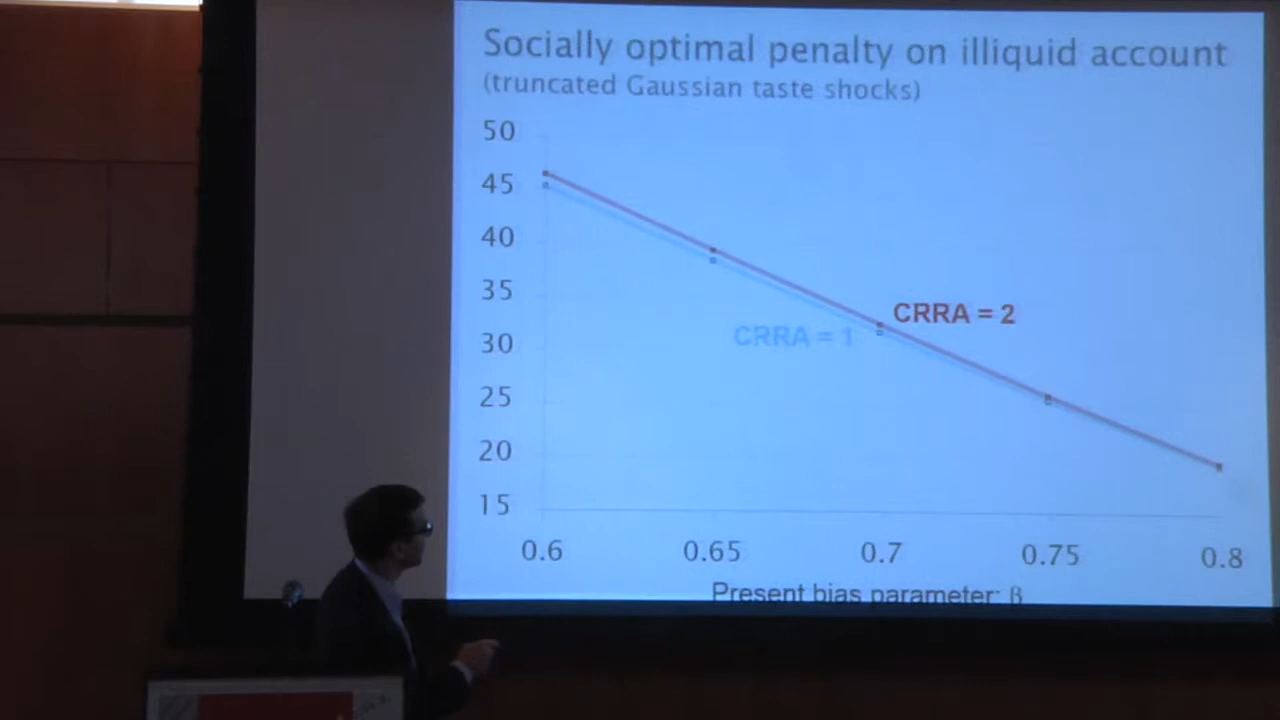 Socially optimal penalty on illiquid account
(truncated Gaussian taste shocks)
50
45
40
35
30
25
20
15
CRRA = 2
CRRA = 1
0.6 0.65 0.7 0.75 0.8
Present bias parameter: β